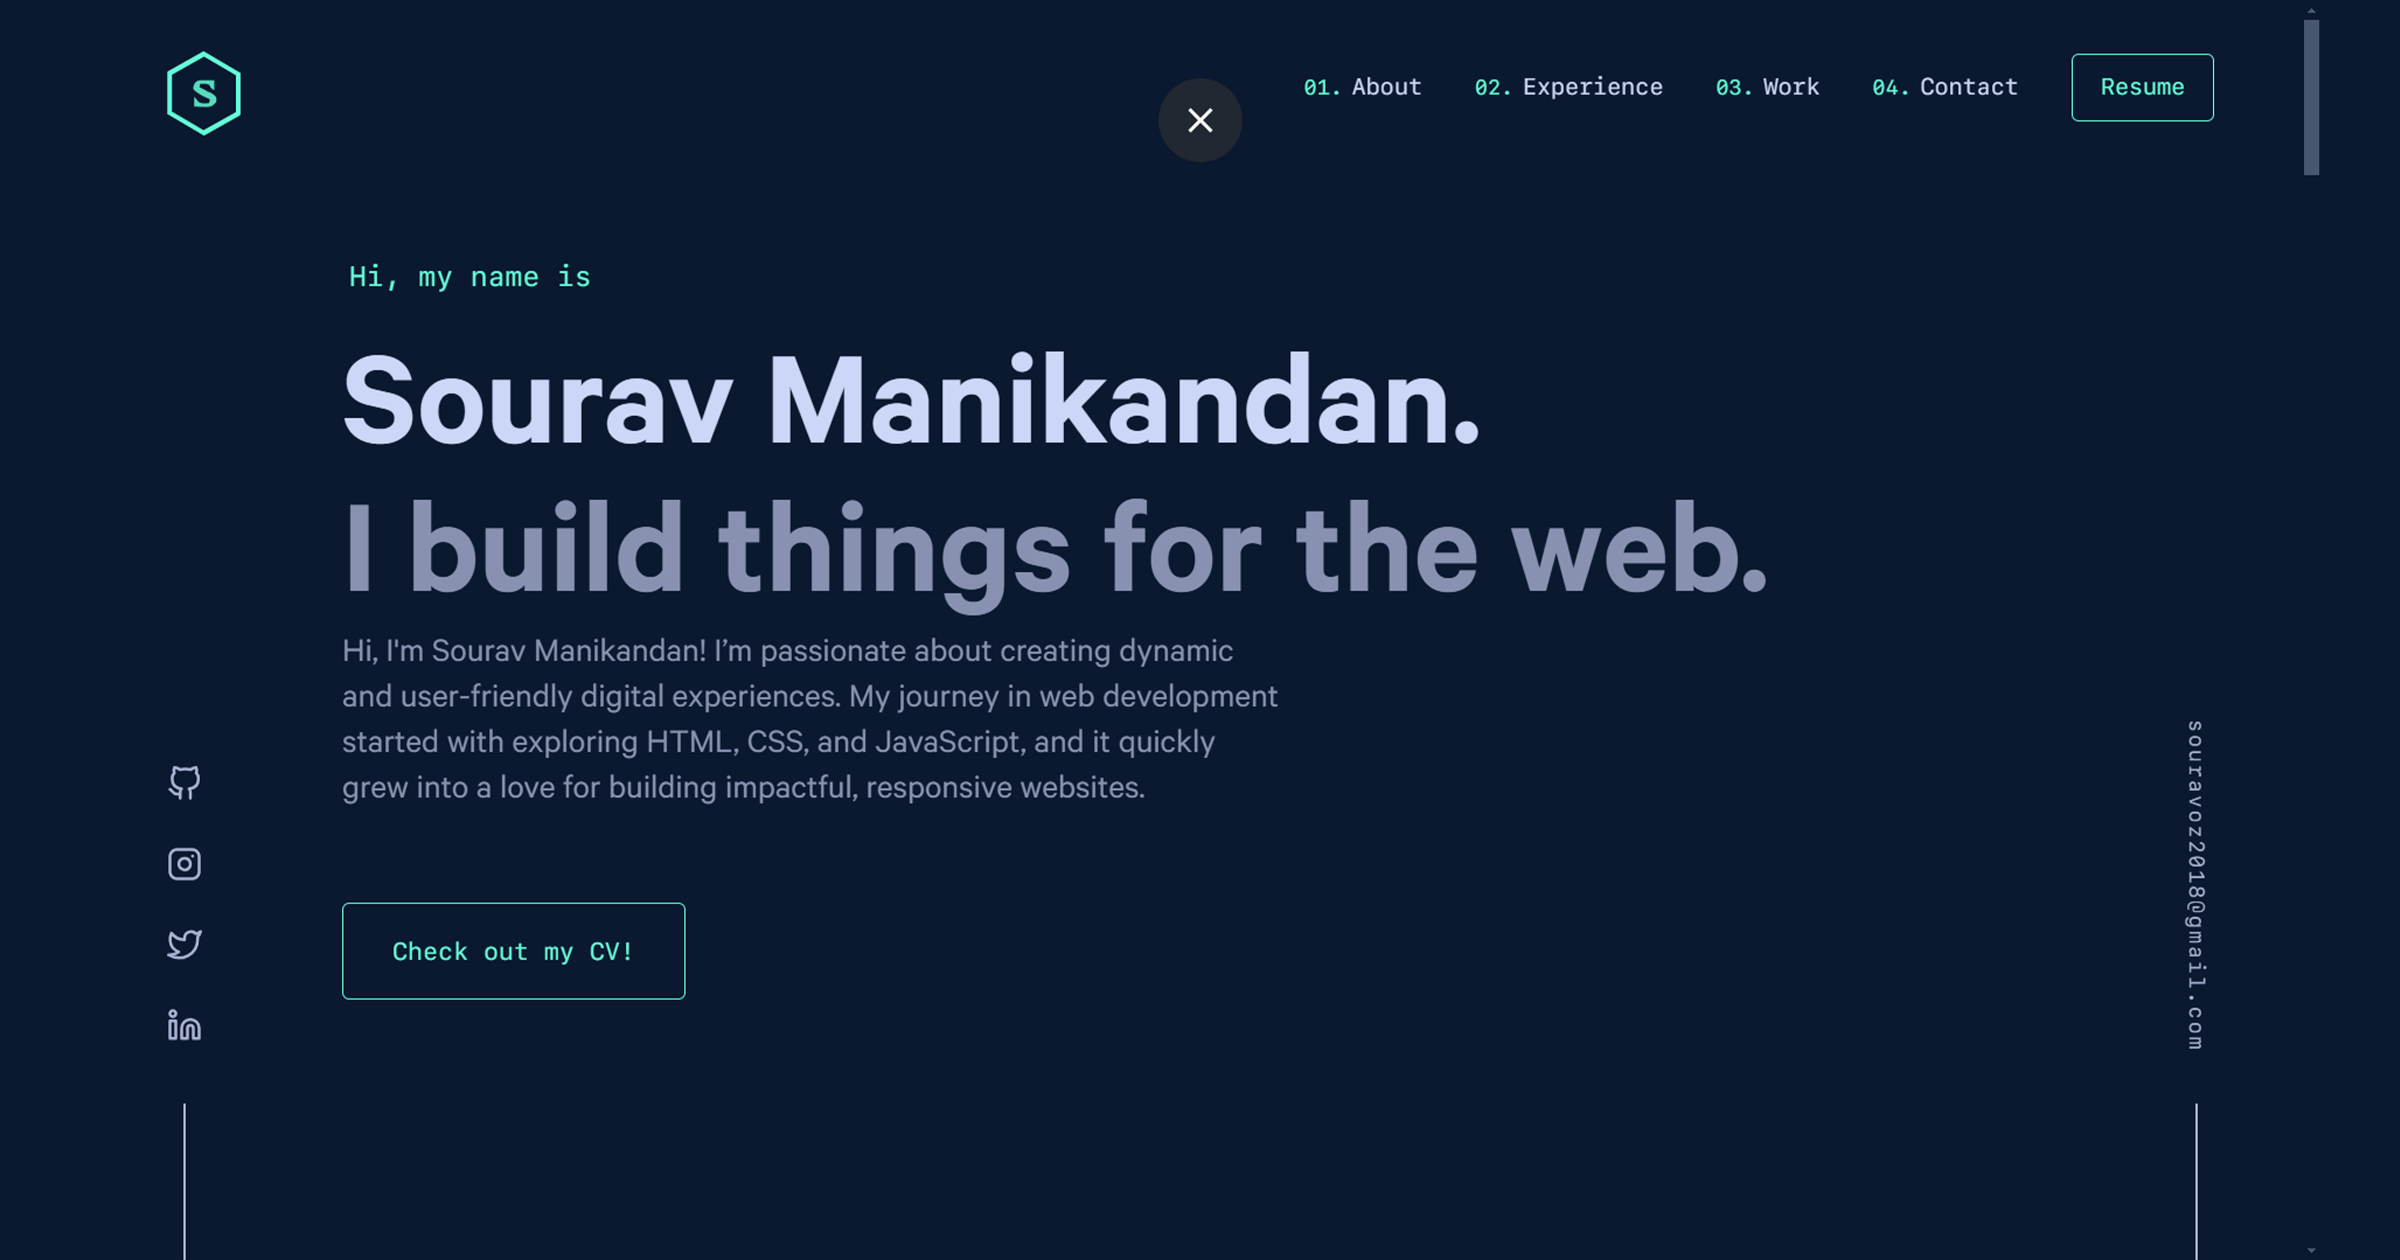 S
01. About 02. Experience 03. Work 04. Contact Resume
Hi, my name is
Sourav Manikandan.
I build things for the web.
Hi, I'm Sourav Manikandan! I’m passionate about creating dynamic
and user-friendly digital experiences. My journey in web development
started with exploring HTML, CSS, and JavaScript, and it quickly
grew into a love for building impactful, responsive websites.
Check out my CV!
souravozz2018@gmail.com